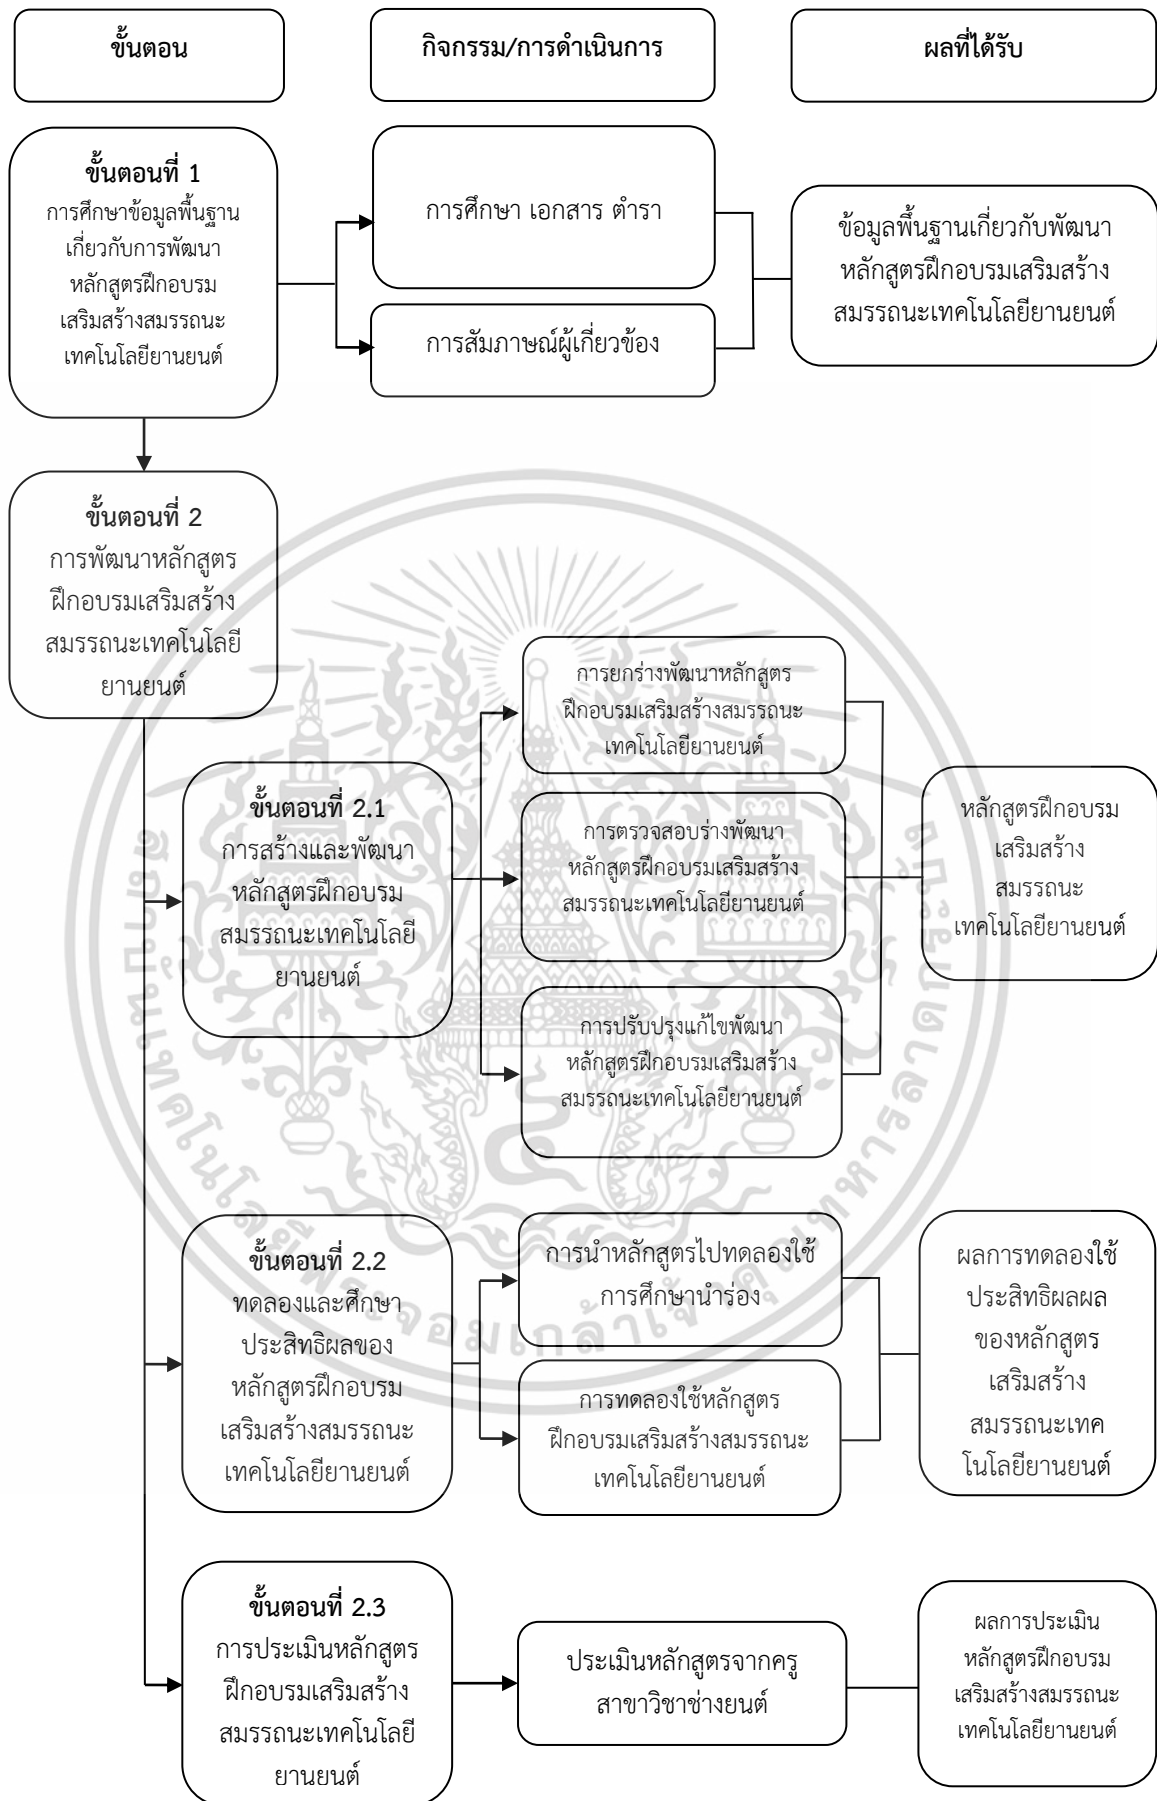 ขั้นตอน
กิจกรรม/การดำเนินการ
ผลที่ได้รับ
ขั้นตอนที่ 1
การศึกษาข้อมูลพื้นฐาน
เกี่ยวกับการพัฒนา
หลักสูตรฝึกอบรม
เสริมสร้างสมรรถนะ
เทคโนโลยียานยนต์
การศึกษา เอกสาร ตำรา
การสัมภาษณ์ผู้เกี่ยวข้อง
ข้อมูลพื้นฐานเกี่ยวกับพัฒนา
หลักสูตรฝึกอบรมเสริมสร้าง
สมรรถนะเทคโนโลยียานยนต์
ขั้นตอนที่ 2
การพัฒนาหลักสูตร
ฝึกอบรมเสริมสร้าง
สมรรถนะเทคโนโลยี
ยานยนต์
ขั้นตอนที่ 2.1
การสร้างและพัฒนา
หลักสูตรฝึกอบรม
สมรรถนะเทคโนโลยี
ยานยนต์
การยกร่างพัฒนาหลักสูตร
ฝึกอบรมเสริมสร้างสมรรถนะ
เทคโนโลยียานยนต์
การตรวจสอบร่างพัฒนา
หลักสูตรฝึกอบรมเสริมสร้าง
สมรรถนะเทคโนโลยียานยนต์
การปรับปรุงแก้ไขพัฒนา
หลักสูตรฝึกอบรมเสริมสร้าง
สมรรถนะเทคโนโลยียานยนต์
หลักสูตรฝึกอบรม
เสริมสร้าง
สมรรถนะ
เทคโนโลยียานยนต์
ขั้นตอนที่ 2.2
ทดลองและศึกษา
ประสิทธิผลของ
หลักสูตรฝึกอบรม
เสริมสร้างสมรรถนะ
เทคโนโลยียานยนต์
การนำหลักสูตรไปทดลองใช้
การศึกษานำร่อง
การทดลองใช้หลักสูตร
ฝึกอบรมเสริมสร้างสมรรถนะ
เทคโนโลยียานยนต์
ผลการทดลองใช้
ประสิทธิผลผล
ของหลักสูตร
เสริมสร้าง
สมรรถนะเทค
โนโลยียานยนต์
ขั้นตอนที่ 2.3
การประเมินหลักสูตร
ฝึกอบรมเสริมสร้าง
สมรรถนะเทคโนโลยี
ยานยนต์
ประเมินหลักสูตรจากครู
สาขาวิชาช่างยนต์
ผลการประเมิน
หลักสูตรฝึกอบรม
เสริมสร้างสมรรถนะ
เทคโนโลยียานยนต์
สถาบันเทคโนโลยีพระจอมเกล้าเจ้าคุณทหารลาดกระบัง